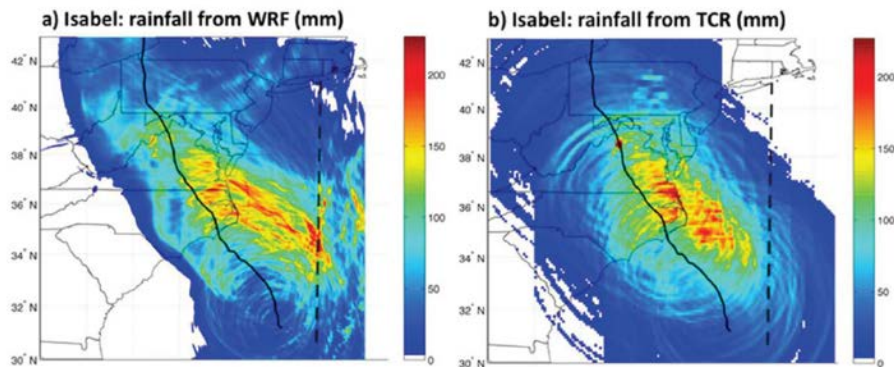 a) Isabel: rainfall from WRF (mm)
b) Isabel: rainfall from TCR (mm)
42° N
40° N
38° N
36° N
34° N
32° N
30° N
200
150
100
50
0
42° N
40° N
38° N
36° N
34° N
32° N
30° N
200
150
100
50
0